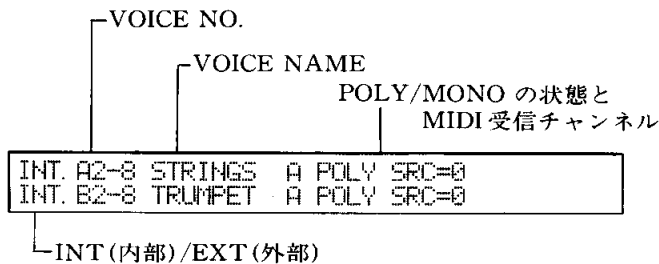 VOICE NO.
VOICE NAME
POLY/MONO の状態と
MIDI 受信チャンネル
INT. A2-8 STRINGS A POLY SRC=0
INT. B2-8 TRUMPET A POLY SRC=0
INT(内部)/EXT(外部)